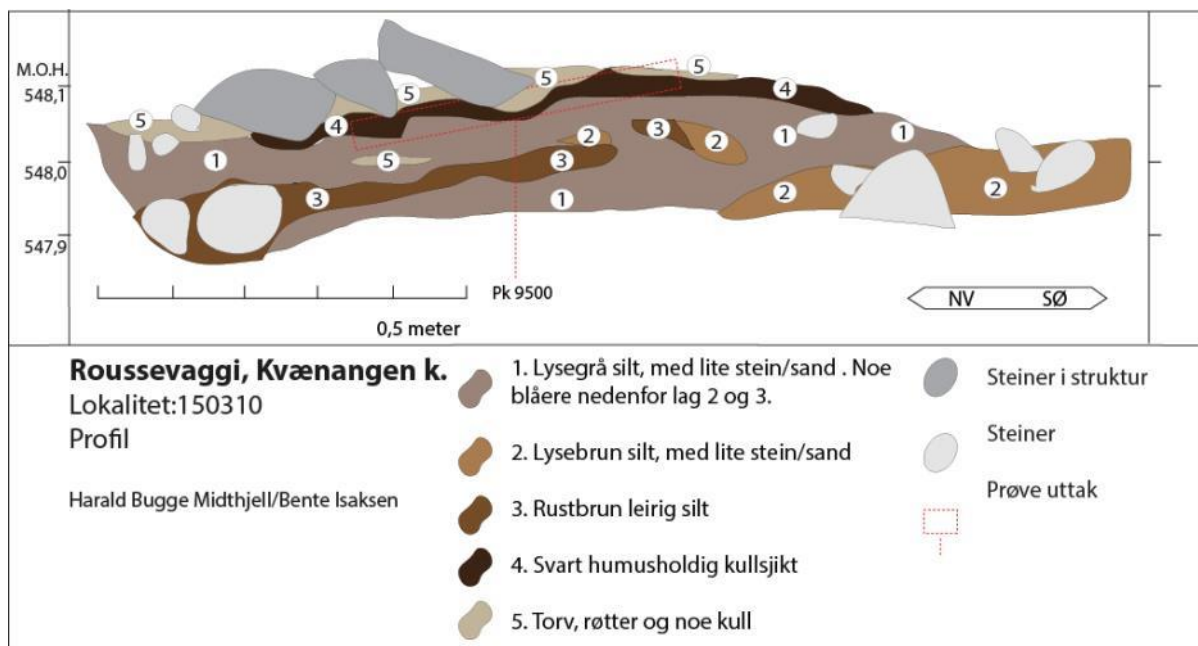 M.O.H.
548,1
548,0
547,9
5
5
5
5
4
4
5
1
5
3
2
3
3
2
1
1
1
2
2
Pk 9500
0,5 meter
NV SØ
Roussevaggi, Kvænangen k.
Lokalitet:150310
Profil
Harald Bugge Midthjell/Bente Isaksen
1. Lysegrå silt, med lite stein/sand . Noe
blåere nedenfor lag 2 og 3.
2. Lysebrun silt, med lite stein/sand
3. Rustbrun leirig silt
4. Svart humusholdig kullsjikt
5. Torv, røtter og noe kull
Steiner i struktur
Steiner
Prøve uttak